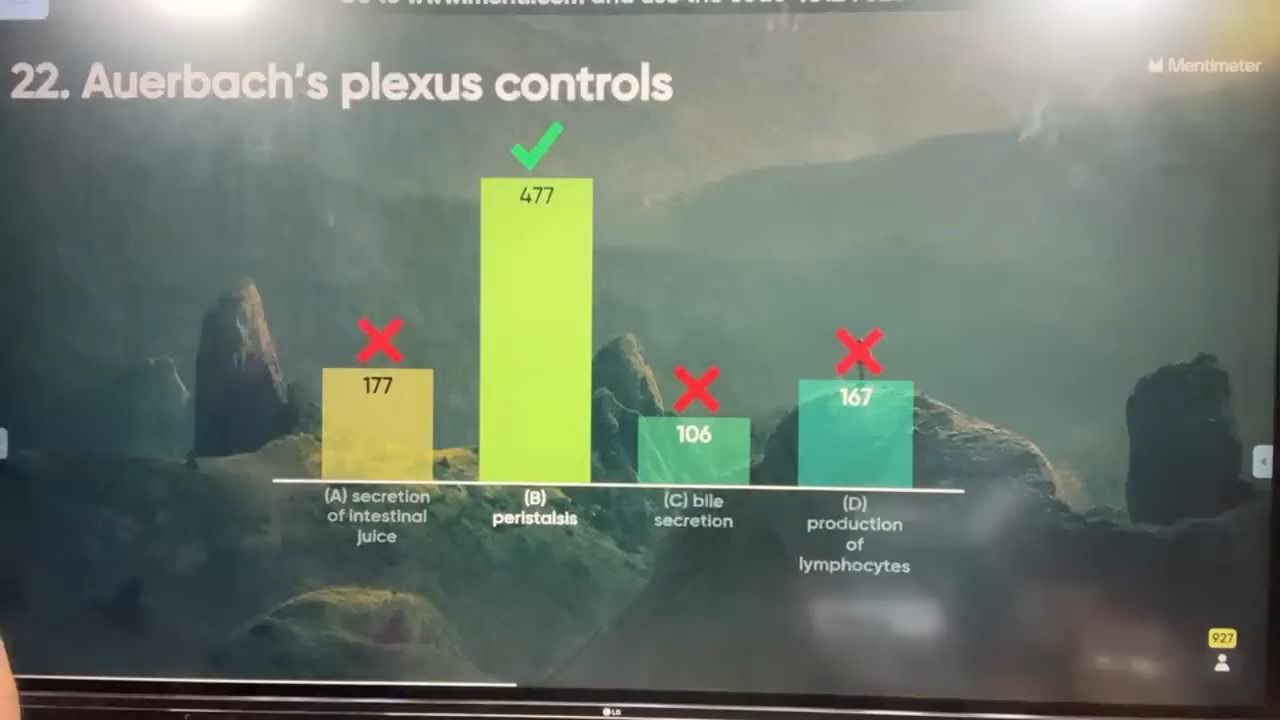 22. Auerbach's plexus controls
Mentimeter
477
177
106
167
(A) secretion
of intestinal
juice
(B)
peristalsis
(C) bile
secretion
(D)
production
of
lymphocytes
927
LG